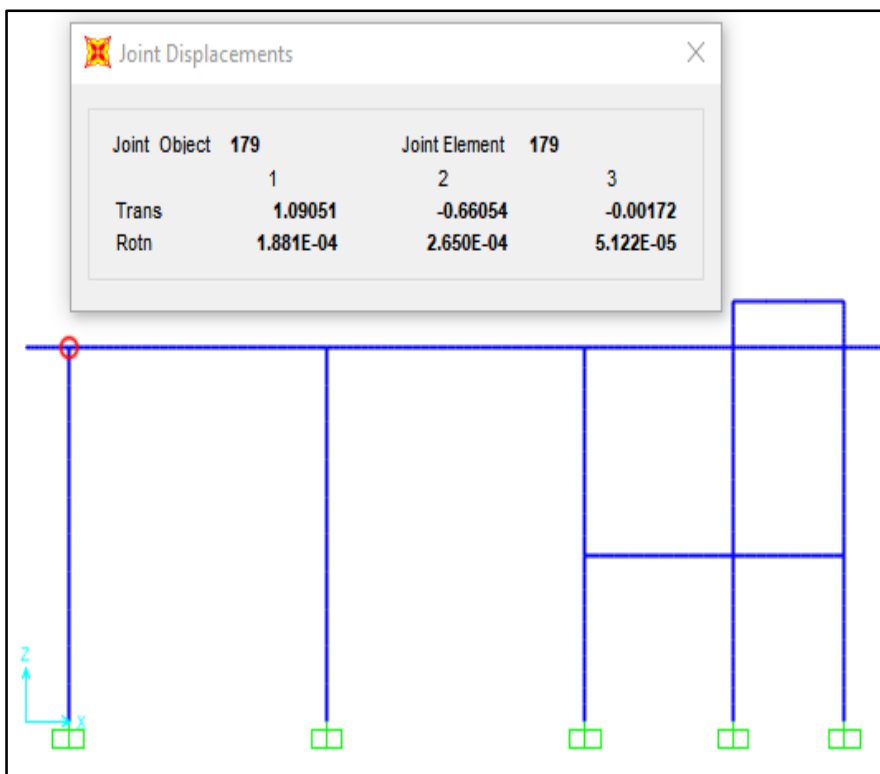 Joint Displacements
Joint Object 179 Joint Element 179
1 2 3
Trans 1.09051 -0.66054 -0.00172
Rotn 1.881E-04 2.650E-04 5.122E-05
Z
X